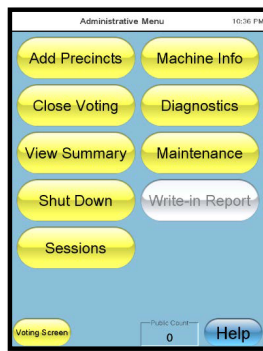 Administrative Menu 10:36 PM
Add Precincts Machine Info
Close Voting Diagnostics
View Summary Maintenance
Shut Down Write-in Report
Sessions
Public Count
Voting Screen 0 Help